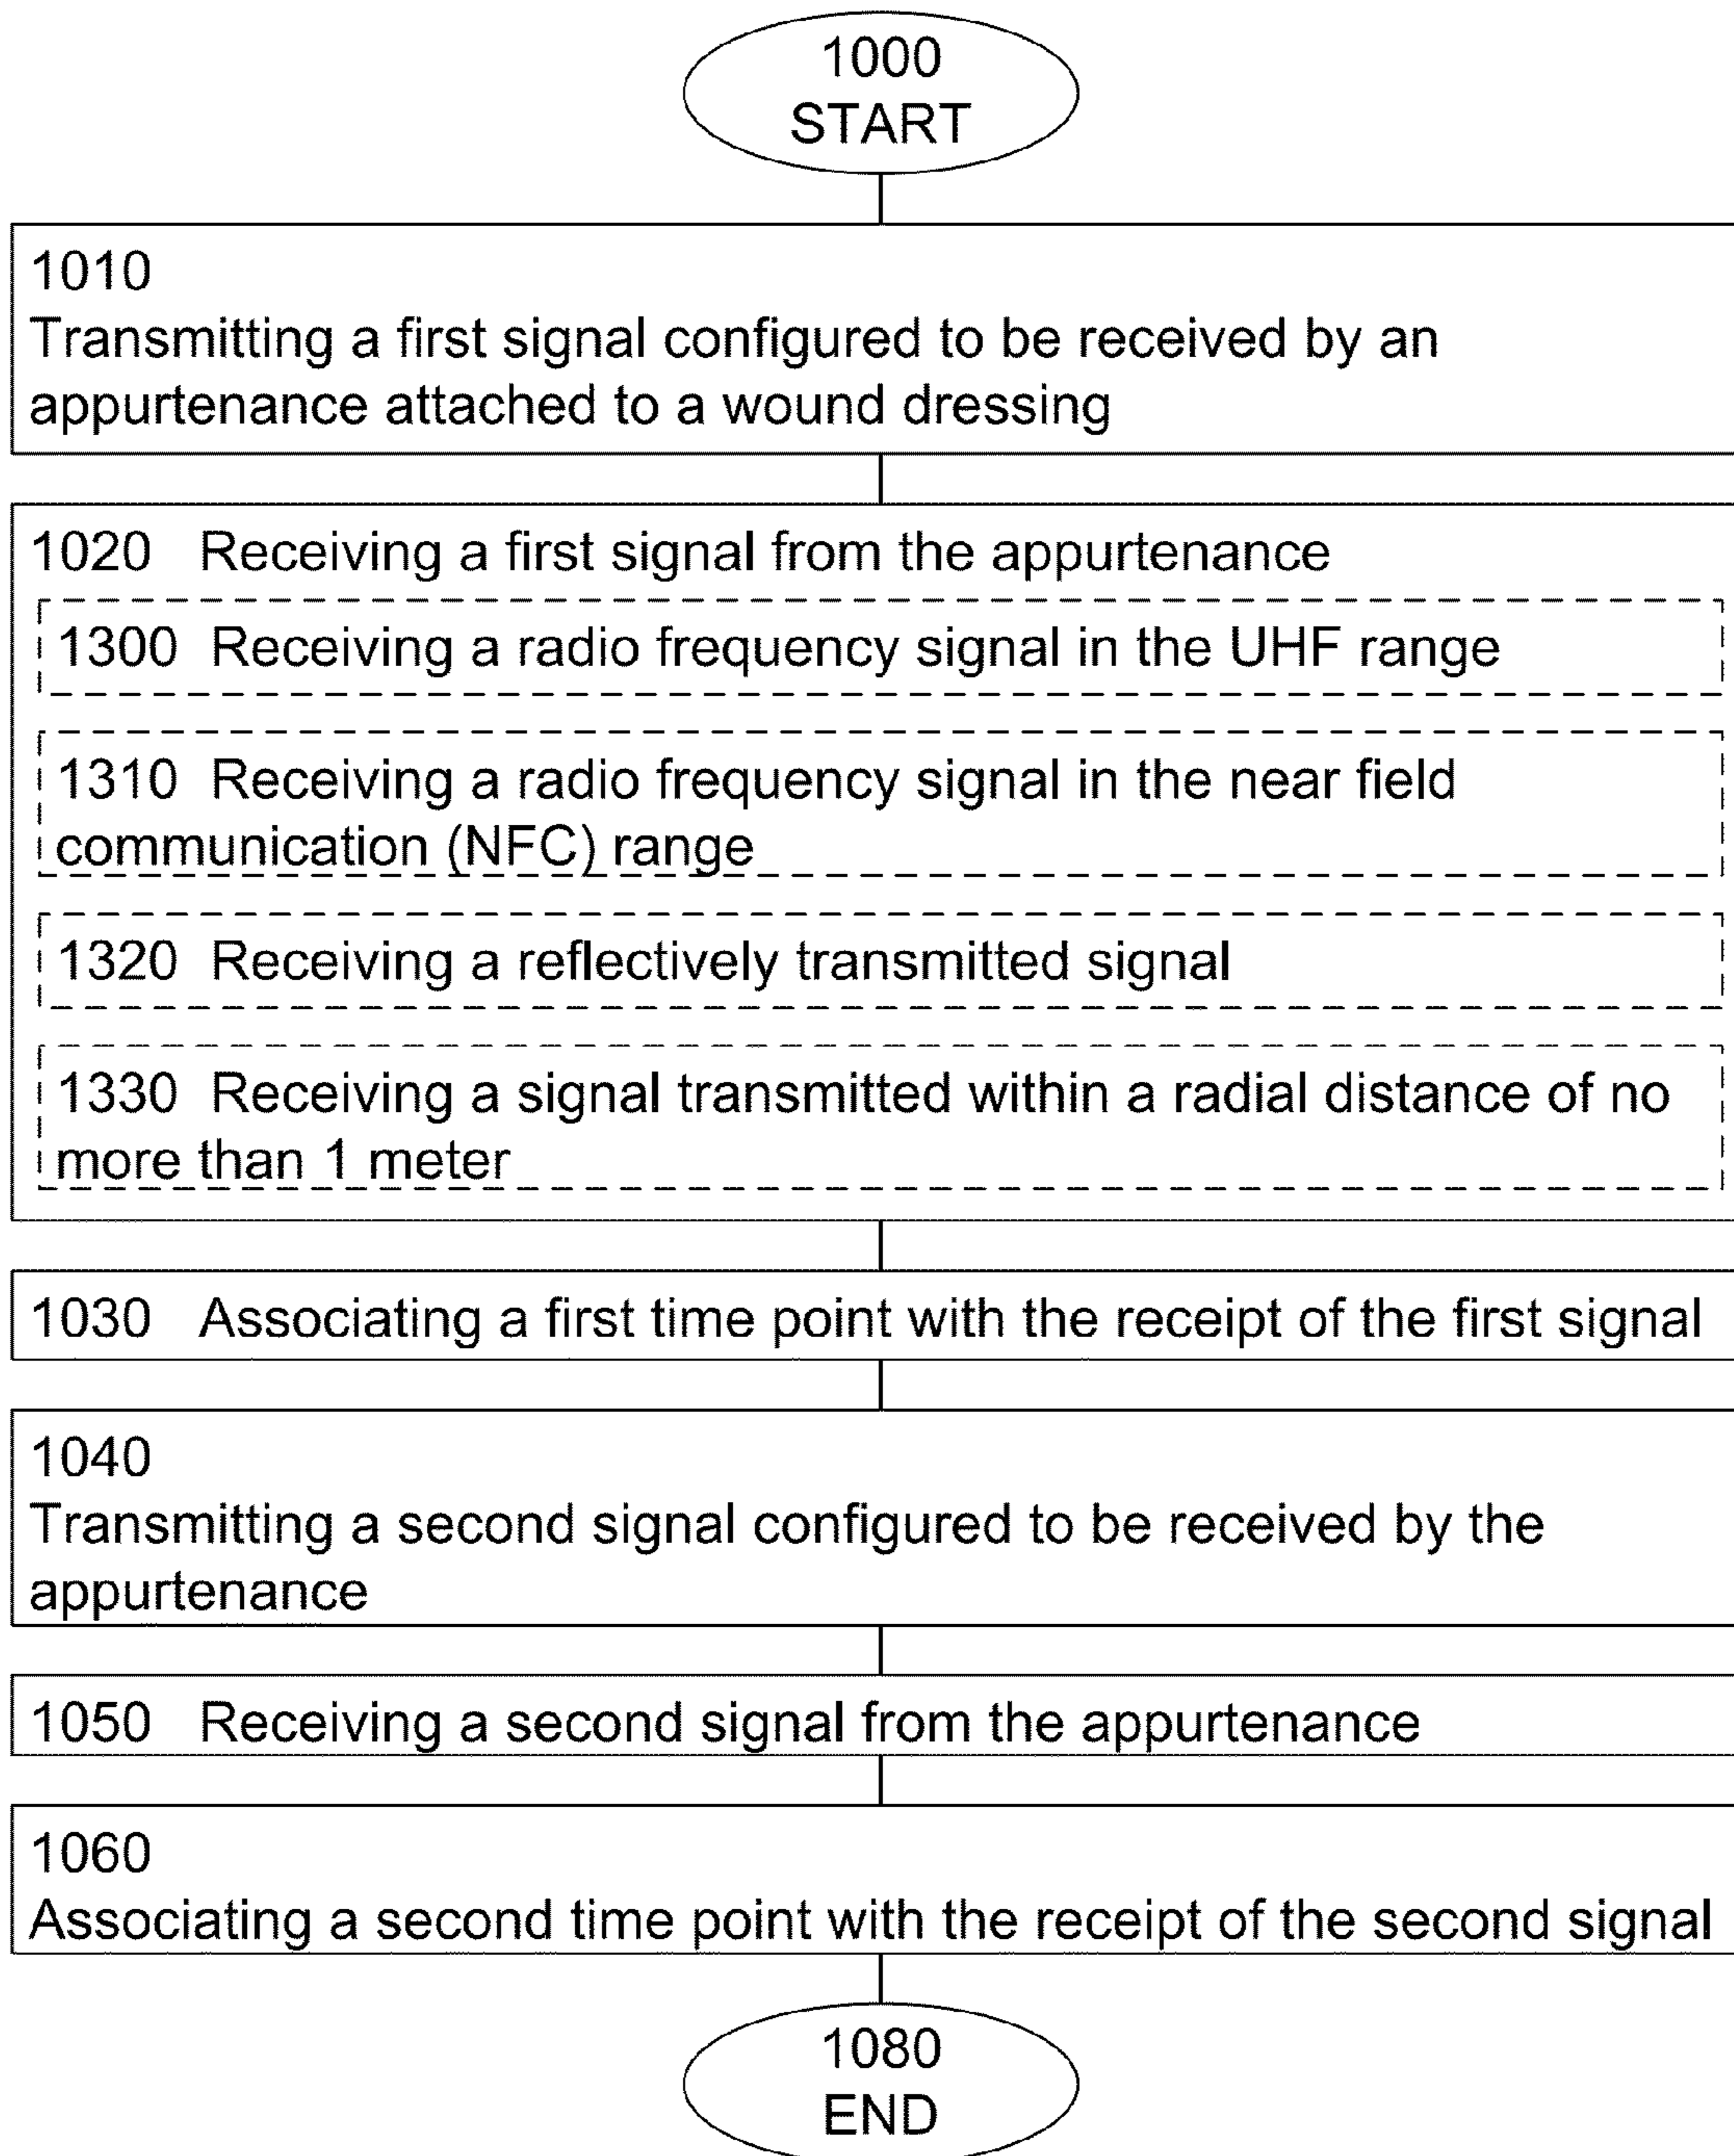 1000
START
1010
Transmitting a first signal configured to be received by an
appurtenance attached to a wound dressing
1020 Receiving a first signal from the appurtenance
1300 Receiving a radio frequency signal in the UHF range
1310 Receiving a radio frequency signal in the near field
communication (NFC) range
1320 Receiving a reflectively transmitted signal
1330 Receiving a signal transmitted within a radial distance of no
more than 1 meter
1030 Associating a first time point with the receipt of the first signal
1040
Transmitting a second signal configured to be received by the
appurtenance
1050 Receiving a second signal from the appurtenance
1060
Associating a second time point with the receipt of the second signal
1080
END